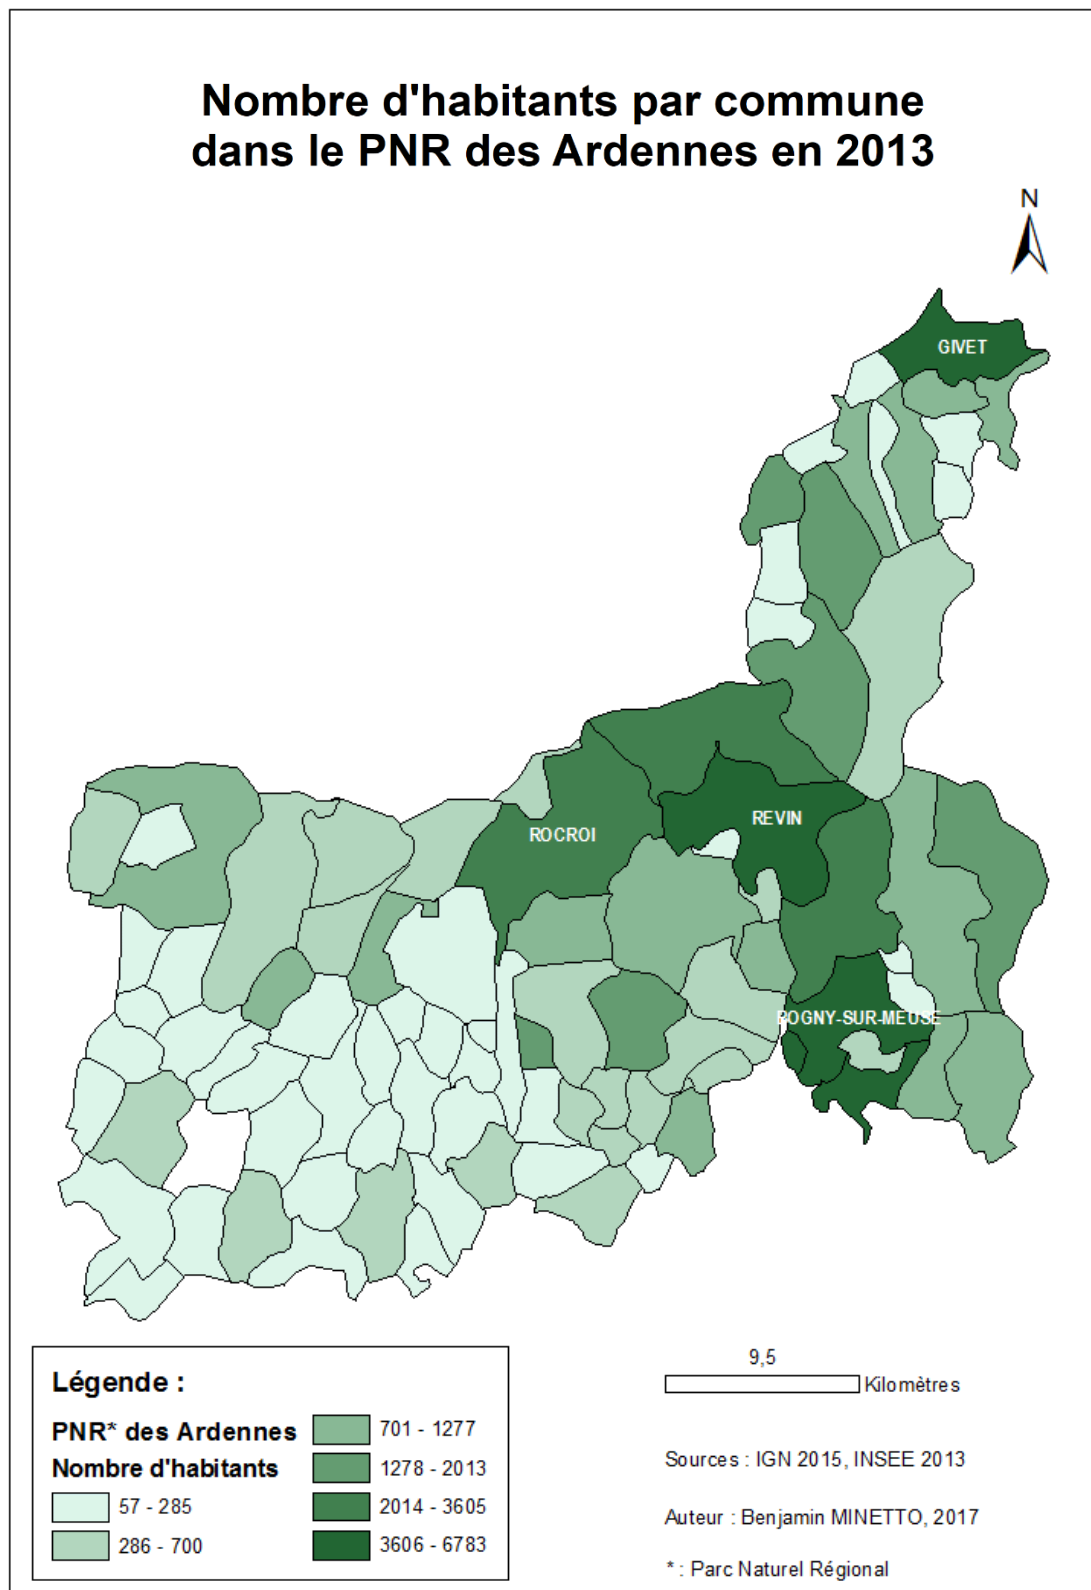 Nombre d'habitants par commune
dans le PNR des Ardennes en 2013
N
GIVET
REVIN
ROCROI
BOGNY-SUR-MEUSE
Légende :
PNR* des Ardennes
Nombre d'habitants
57 - 285
286 - 700
701 - 1277
1278 - 2013
2014 - 3605
3606 - 6783
9,5
Kilomètres
Sources : IGN 2015, INSEE 2013
Auteur : Benjamin MINETTO, 2017
* : Parc Naturel Régional